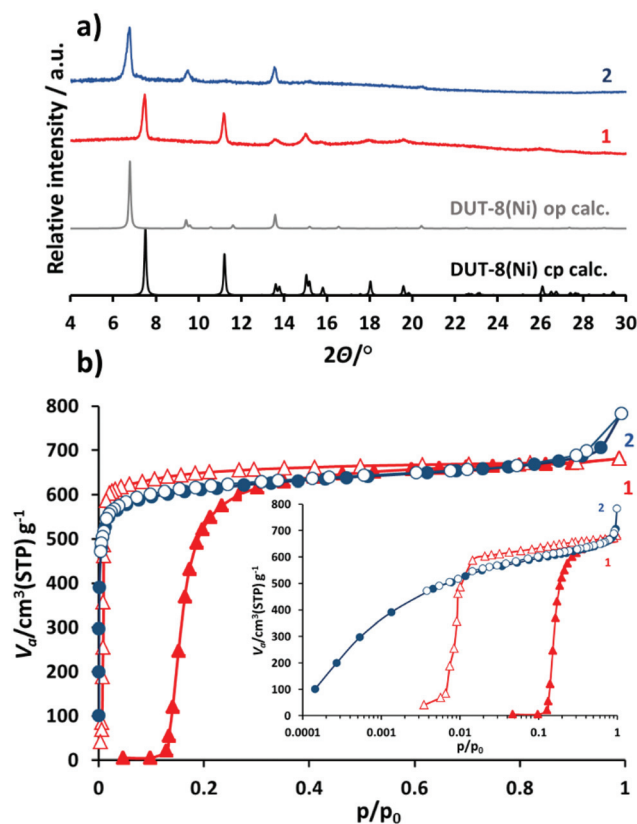 a)
Relative intensity / a.u.
2
1
DUT-8(Ni) op calc.
DUT-8(Ni) cp calc.
4 6 8 10 12 14 16 18 20 22 24 26 28 30
2Θ/°
b)
800
700
600
500
400
300
200
100
0
Va/cm³(STP) g⁻¹
2
1
0 0.2 0.4 0.6 0.8 1
p/p₀
800
700
600
500
400
300
200
100
0
Va/cm³(STP) g⁻¹
2
1
0.0001 0.001 0.01 0.1 1
p/p₀